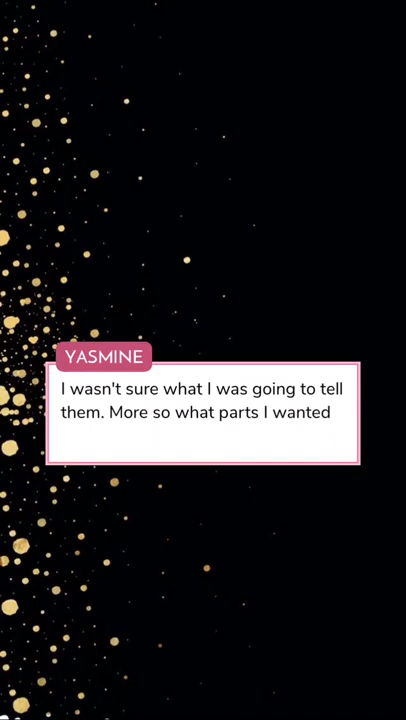 YASMINE
I wasn't sure what I was going to tell
them. More so what parts I wanted